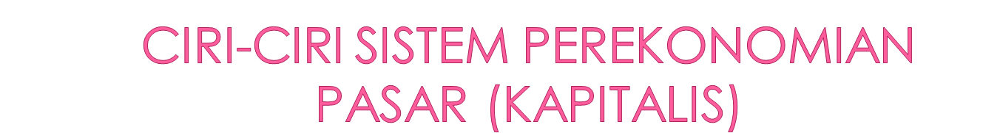 CIRI-CIRI SISTEM PEREKONOMIAN
PASAR (KAPITALIS)